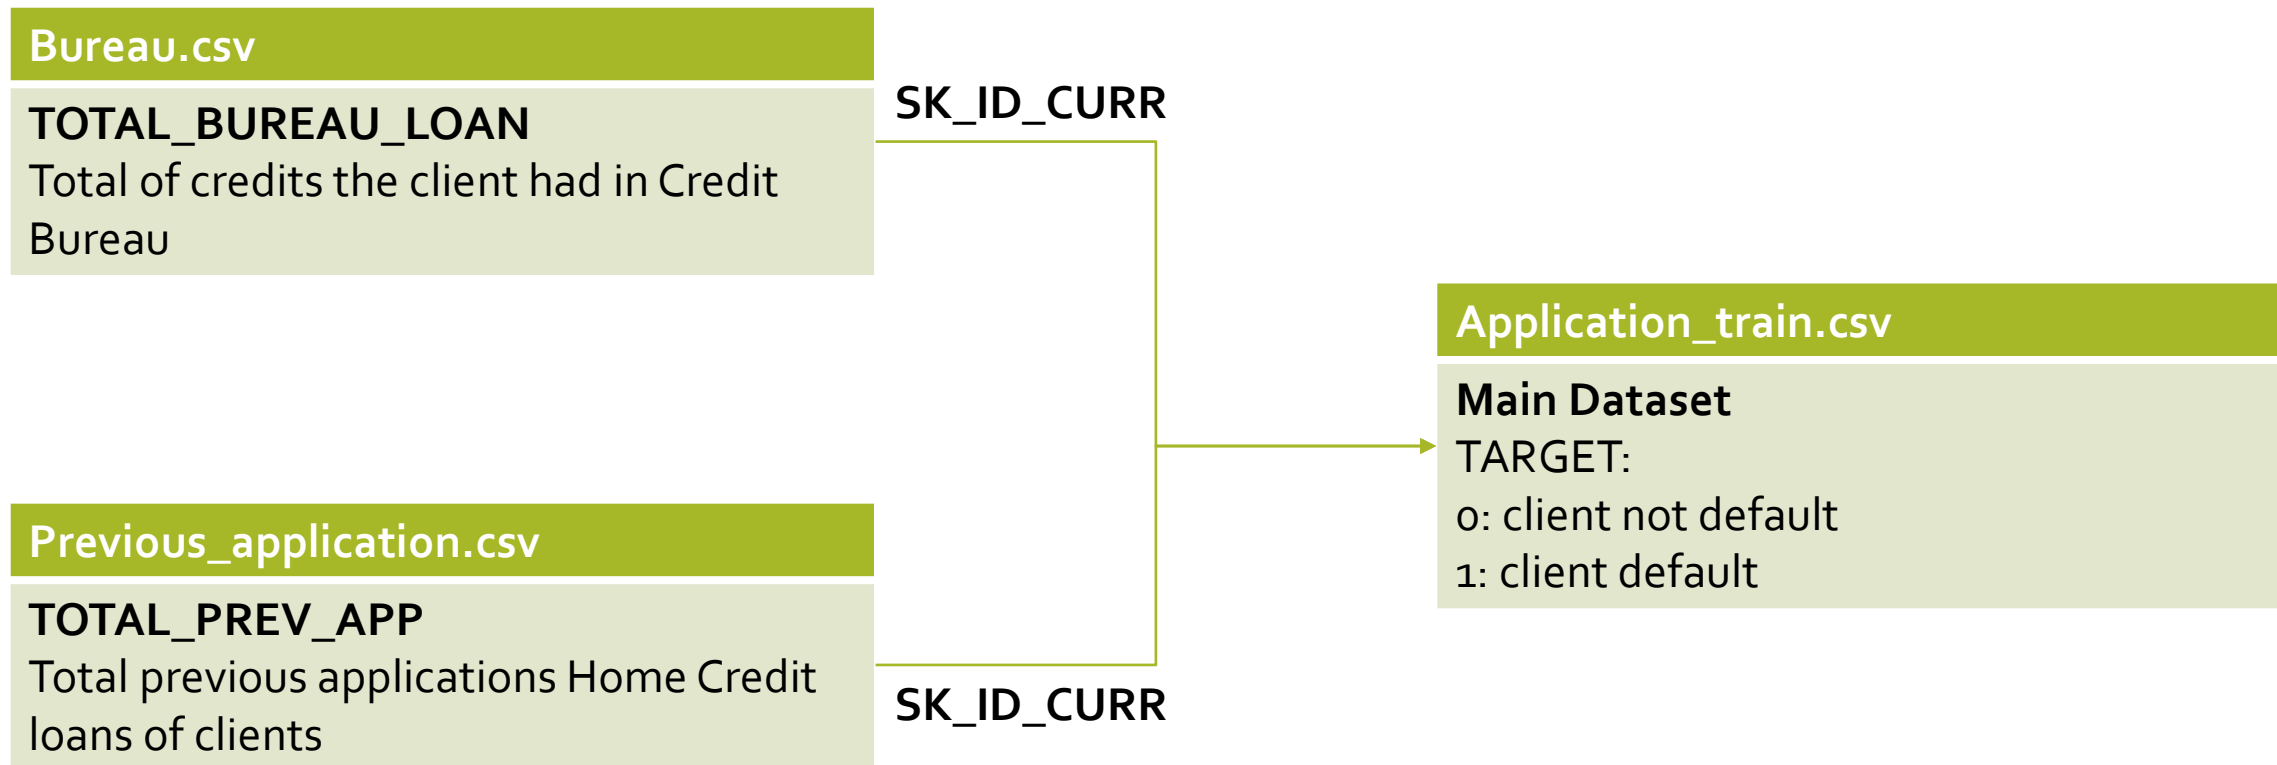 Bureau.csv
TOTAL_BUREAU_LOAN
Total of credits the client had in Credit
Bureau
SK_ID_CURR
Application_train.csv
Main Dataset
TARGET:
0: client not default
1: client default
Previous_application.csv
TOTAL_PREV_APP
Total previous applications Home Credit
loans of clients
SK_ID_CURR